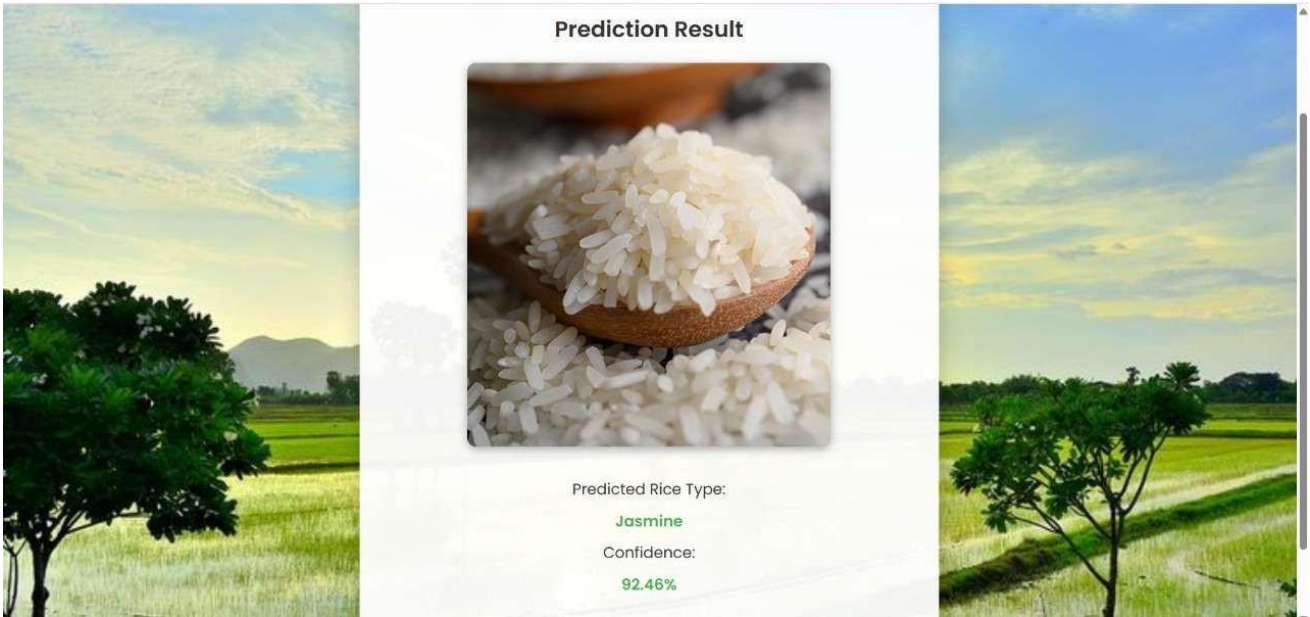 Prediction Result
Predicted Rice Type:
Jasmine
Confidence:
92.46%